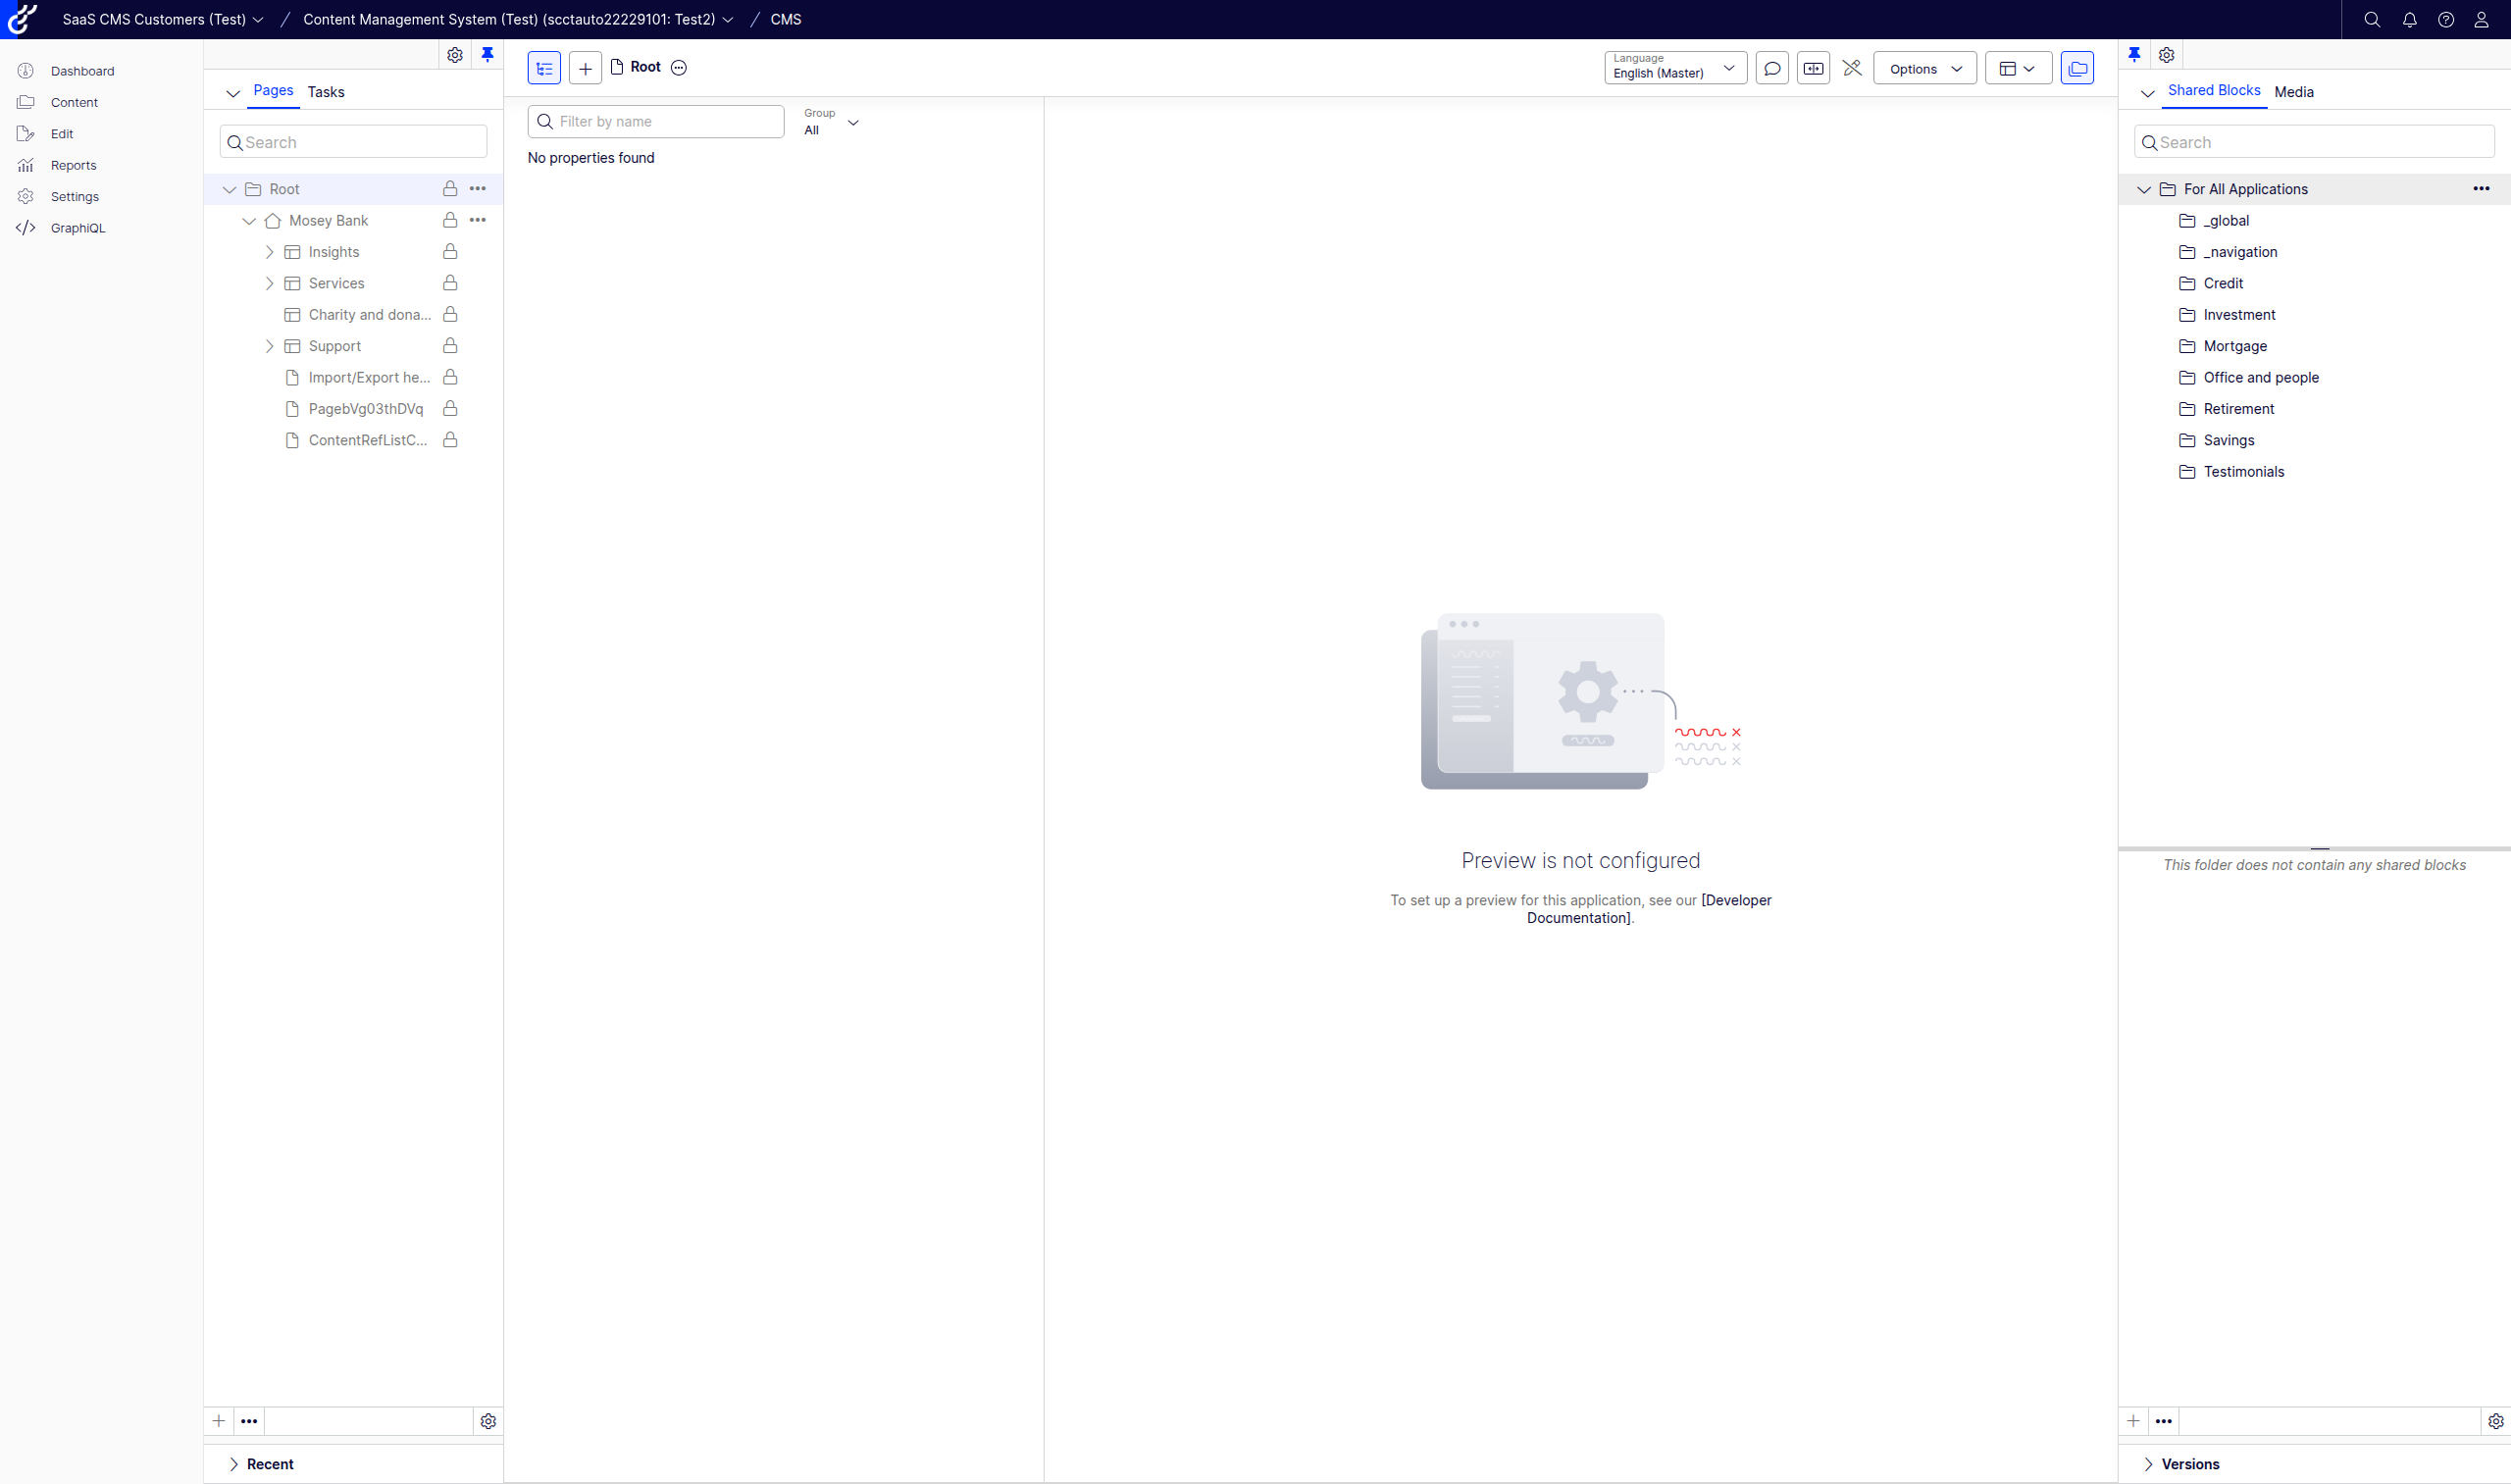 SaaS CMS Customers (Test) / Content Management System (Test) (scctauto22229101: Test2) / CMS
Dashboard
Content
Edit
Reports
Settings
GraphiQL
Pages Tasks
Search
Root
Mosey Bank
Insights
Services
Charity and dona...
Support
Import/Export he...
PagebVg03thDVq
ContentRefListC...
Recent
Root
Language
English (Master)
Options
Filter by name
Group
All
No properties found
Preview is not configured
To set up a preview for this application, see our [Developer
Documentation].
Shared Blocks Media
Search
For All Applications
_global
_navigation
Credit
Investment
Mortgage
Office and people
Retirement
Savings
Testimonials
This folder does not contain any shared blocks
Versions